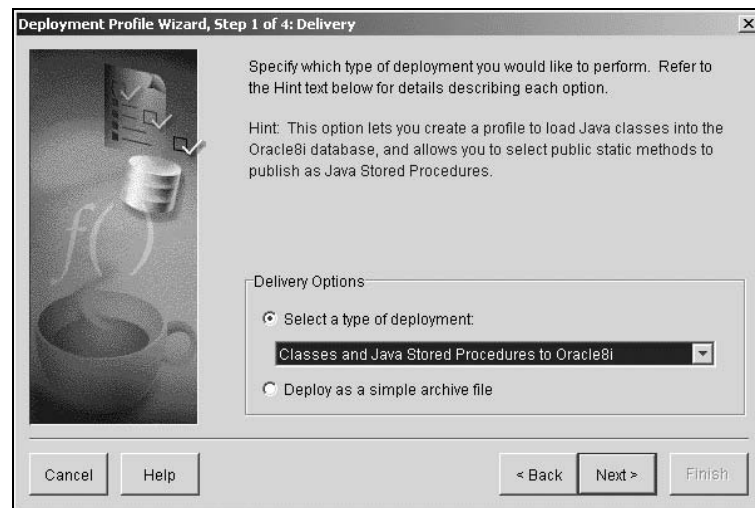 Deployment Profile Wizard, Step 1 of 4: Delivery
Specify which type of deployment you would like to perform. Refer to
the Hint text below for details describing each option.
Hint: This option lets you create a profile to load Java classes into the
Oracle8i database, and allows you to select public static methods to
publish as Java Stored Procedures.
f()
Delivery Options
Select a type of deployment:
Classes and Java Stored Procedures to Oracle8i
Deploy as a simple archive file
Cancel
Help
< Back
Next >
Finish